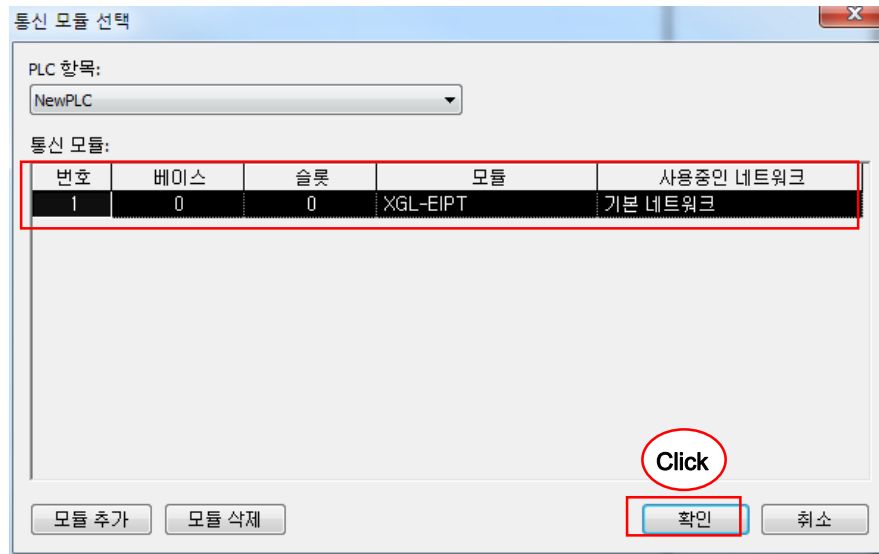 통신 모듈 선택
PLC 항목:
NewPLC
통신 모듈:
번호 베이스 슬롯 모듈 사용중인 네트워크
1 0 0 XGL-EIPT 기본 네트워크
Click
모듈 추가 모듈 삭제 확인 취소